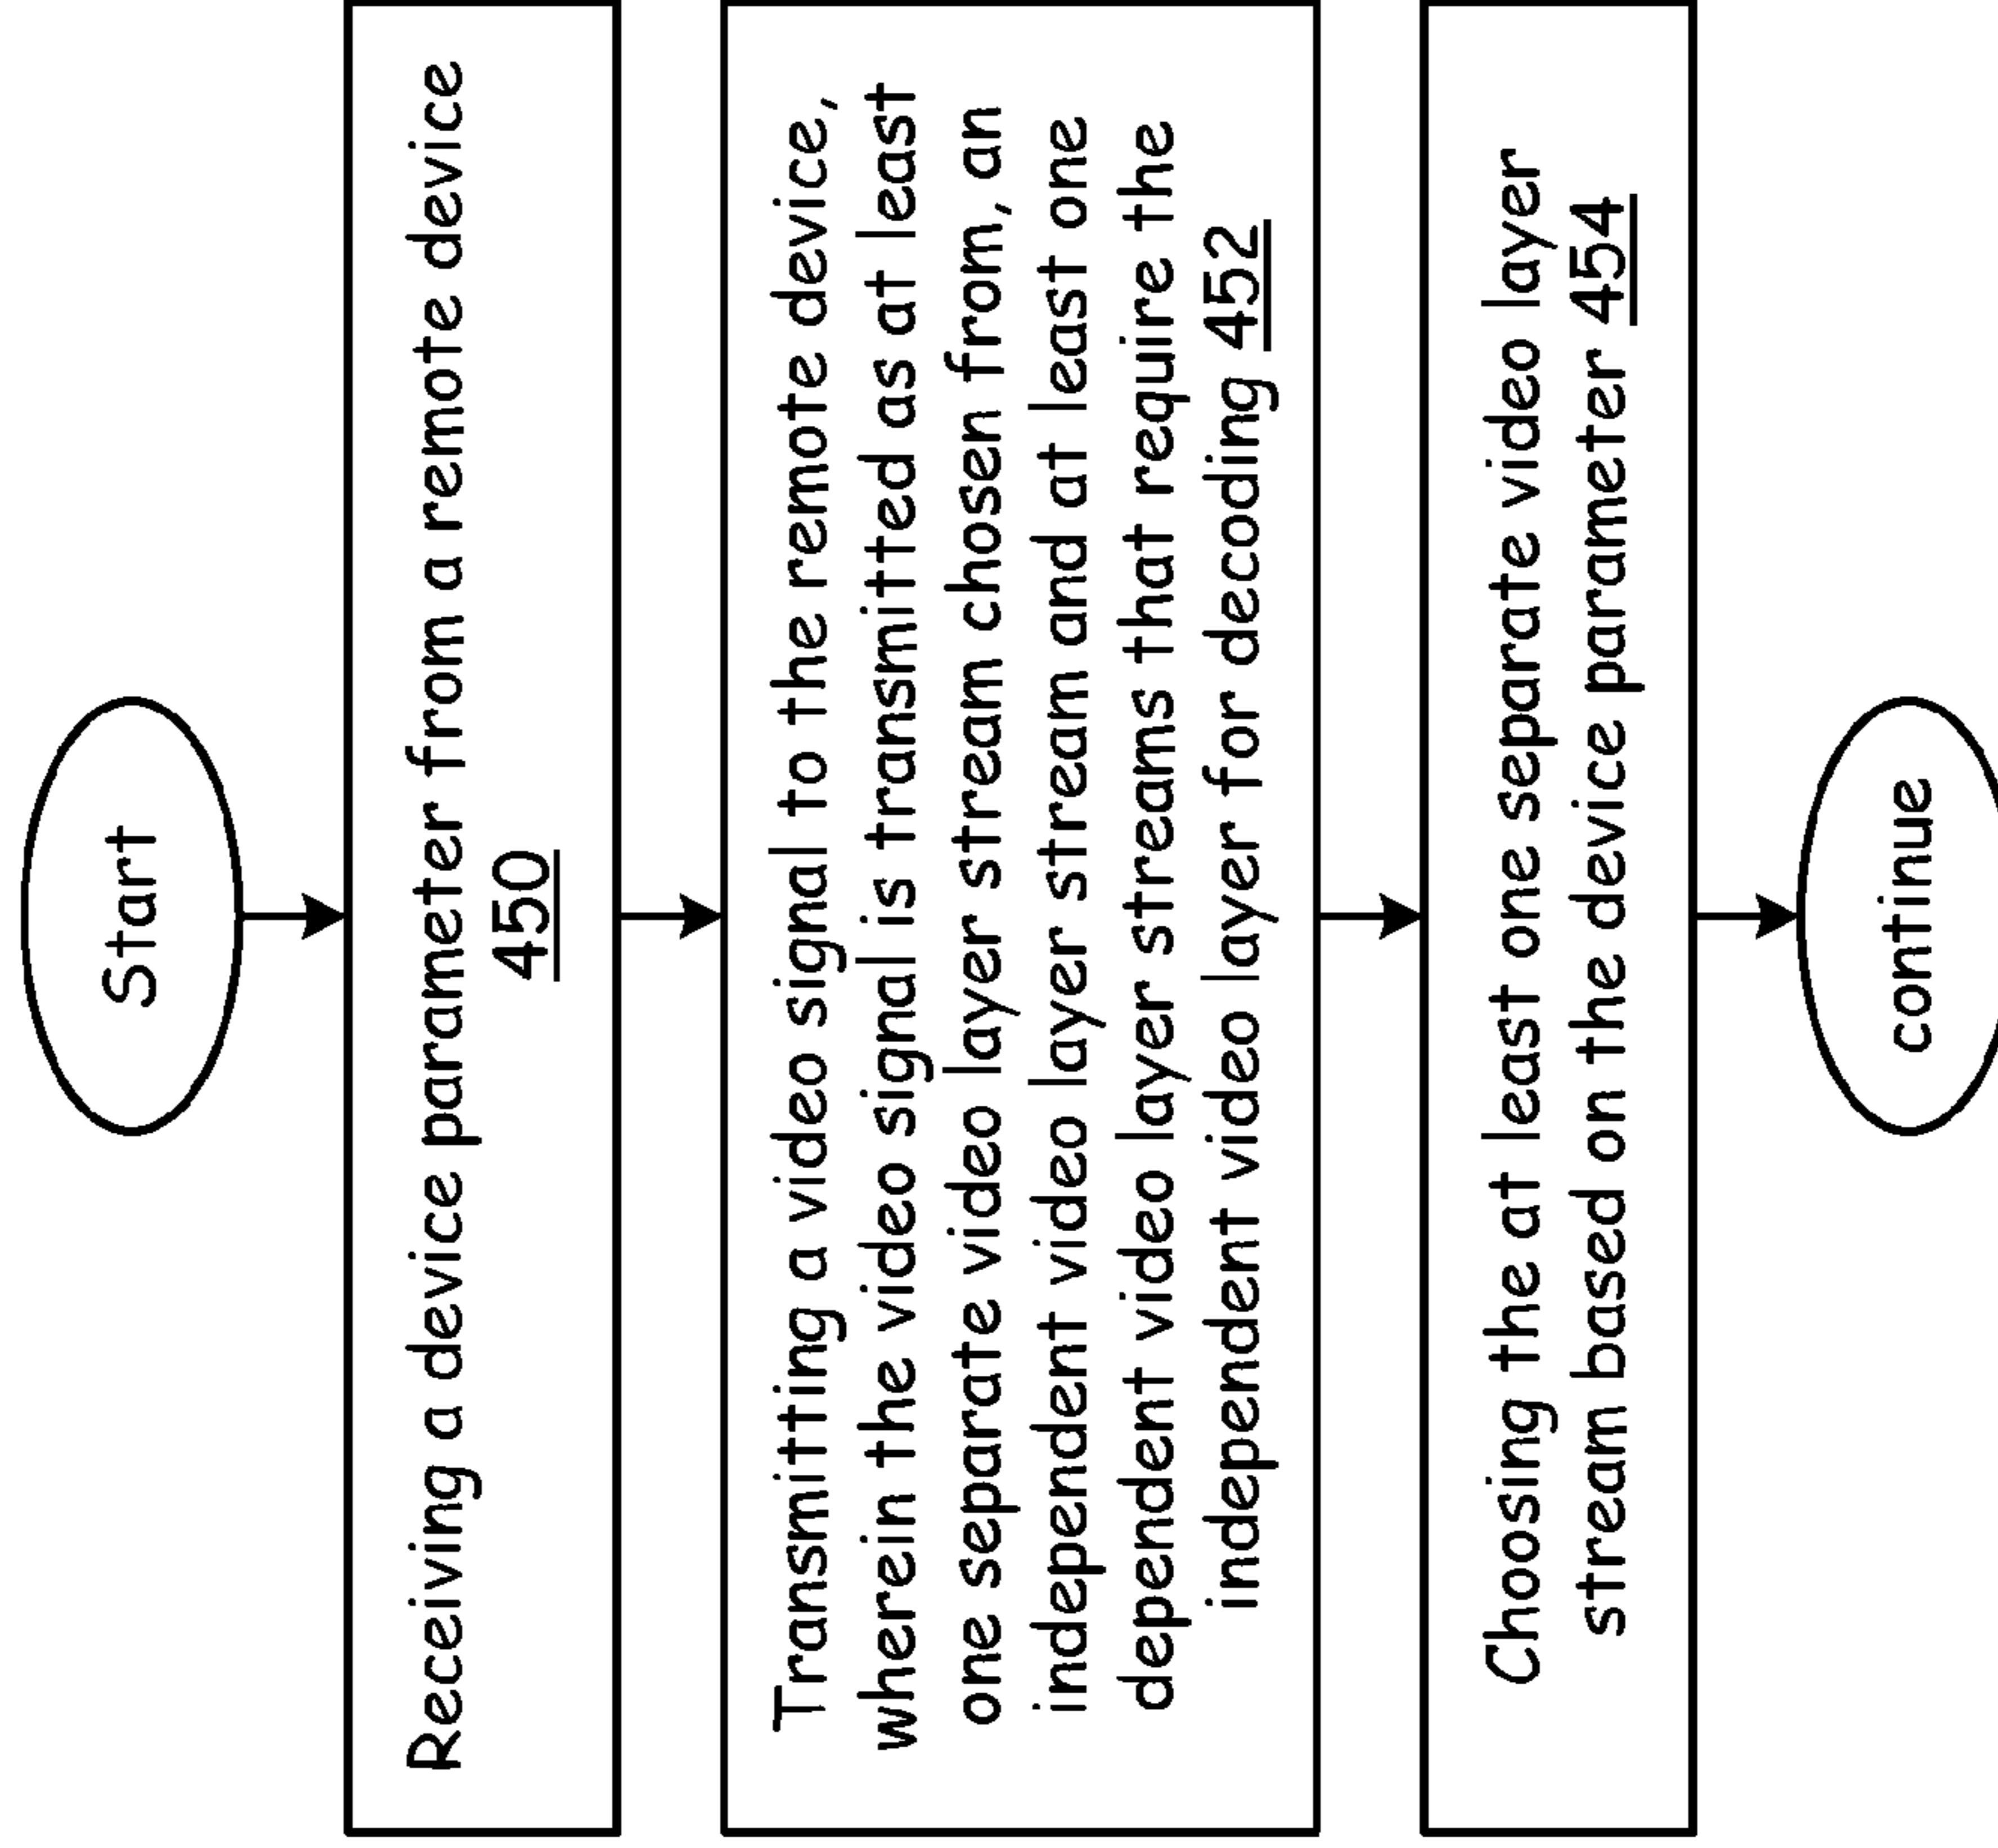 Start
Receiving a device parameter from a remote device
450
Transmitting a video signal to the remote device,
wherein the video signal is transmitted as at least
one separate video layer stream chosen from, an
independent video layer stream and at least one
dependent video layer streams that require the
independent video layer for decoding 452
Choosing the at least one separate video layer
stream based on the device parameter 454
continue